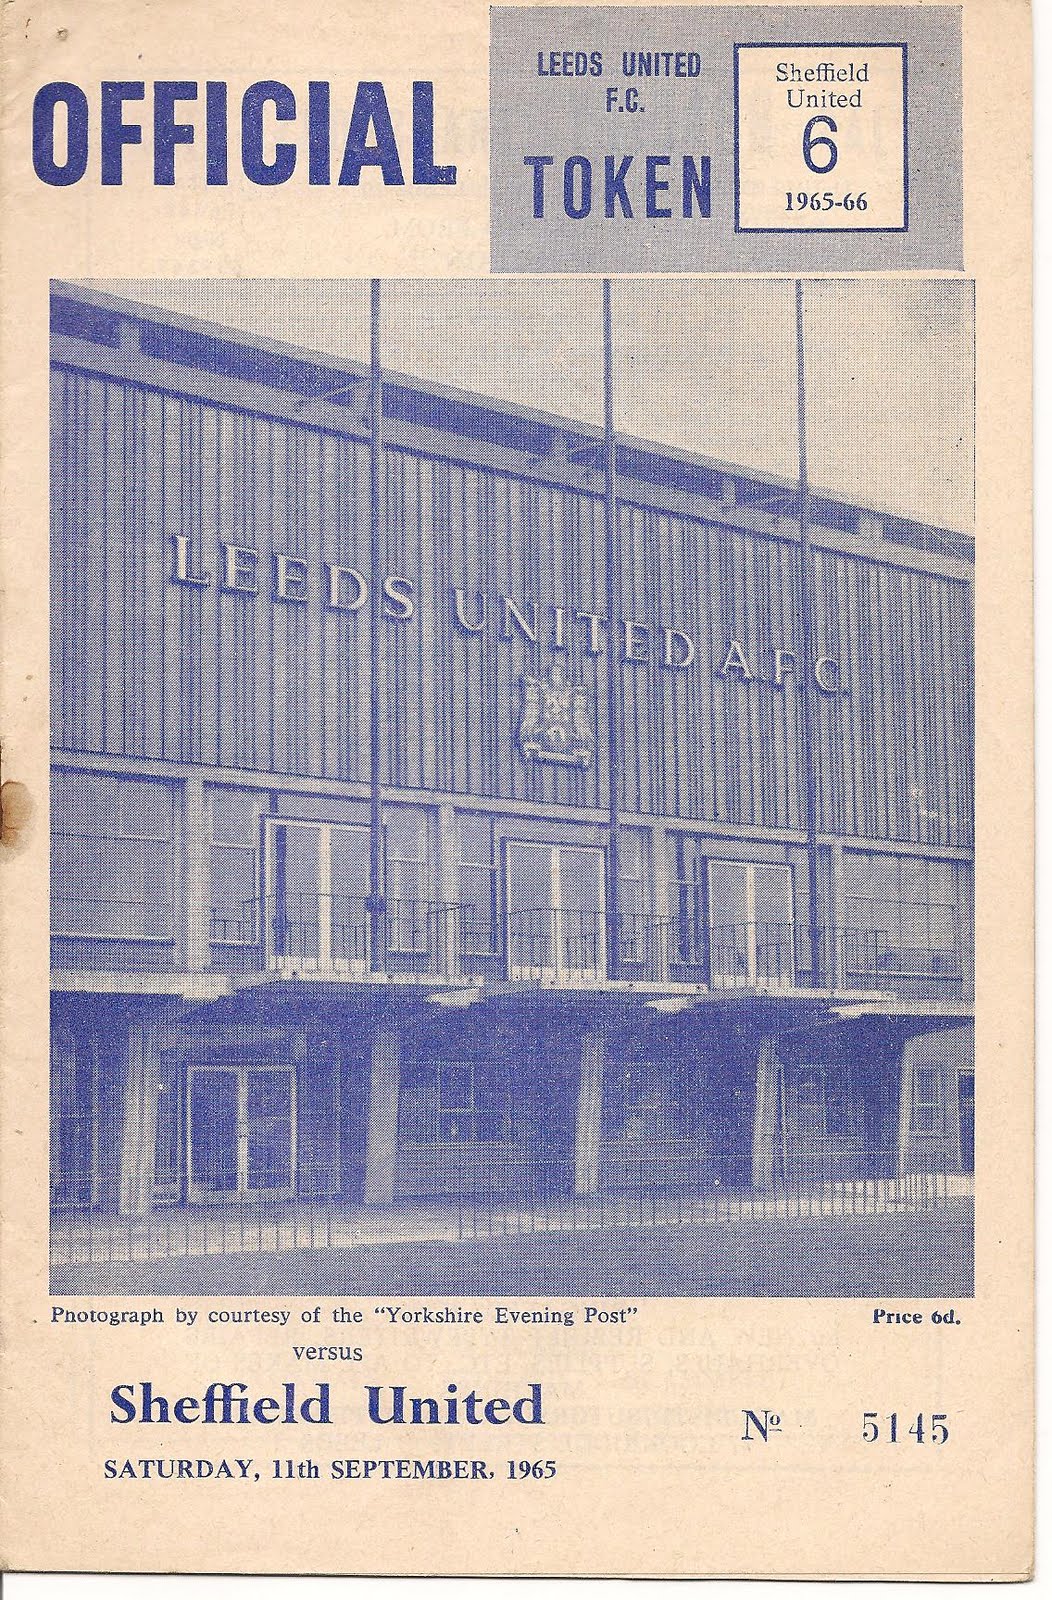 OFFICIAL
LEEDS UNITED
F.C.
TOKEN
Sheffield
United
6
1965-66
LEEDS UNITED A.F.C.
Photograph by courtesy of the "Yorkshire Evening Post"
Price 6d.
versus
Sheffield United
Nº 5145
SATURDAY, 11th SEPTEMBER, 1965